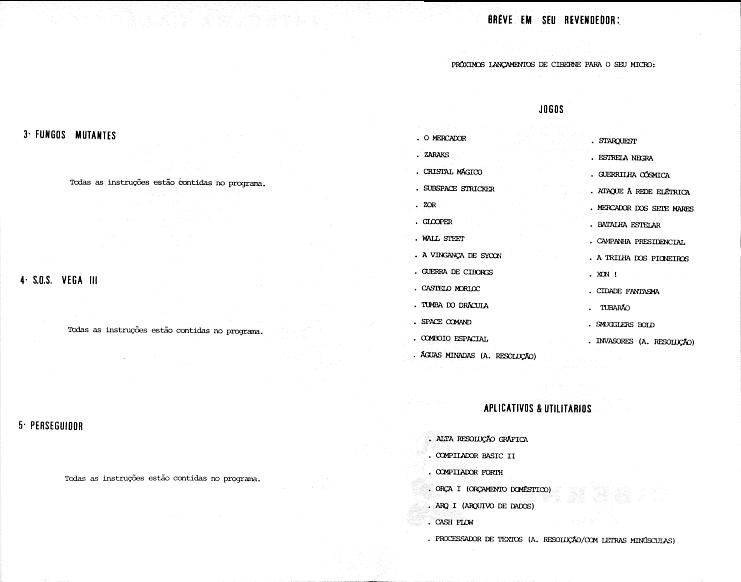 3· FUNGOS MUTANTES
Todas as instruções estão contidas no programa.
4· S.O.S. VEGA III
Todas as instruções estão contidas no programa.
5· PERSEGUIDOR
Todas as instruções estão contidas no programa.
BREVE EM SEU REVENDEDOR:
PRÓXIMOS LANÇAMENTOS DE CIBERNE PARA O SEU MICRO:
JOGOS
. O MERCADOR
. ZARAKS
. CRISTAL MÁGICO
. SUBSPACE STRICKER
. ZOR
. GLOOPER
. WALL STEET
. A VINGANÇA DE SYCON
. GUERRA DE CIBORGS
. CASTELO MORLOC
. TUMBA DO DRÁCULA
. SPACE COMAND
. COMBOIO ESPACIAL
. ÁGUAS MINADAS (A. RESOLUÇÃO)
. STARQUEST
. ESTRELA NEGRA
. GUERRILHA CÓSMICA
. ATAQUE À REDE ELÉTRICA
. MERCADOR DOS SETE MARES
. BATALHA ESTELAR
. CAMPANHA PRESIDENCIAL
. A TRILHA DOS PIONEIROS
. XON !
. CIDADE FANTASMA
. TUBARÃO
. SMUGGLERS BOLD
. INVASORES (A. RESOLUÇÃO)
APLICATIVOS & UTILITARIOS
. ALTA RESOLUÇÃO GRÁFICA
. COMPILADOR BASIC II
. COMPILADOR FORTH
. ORÇA I (ORÇAMENTO DOMÉSTICO)
. ARQ I (ARQUIVO DE DADOS)
. CASH FLOW
. PROCESSADOR DE TEXTOS (A. RESOLUÇÃO/COM LETRAS MINÚSCULAS)